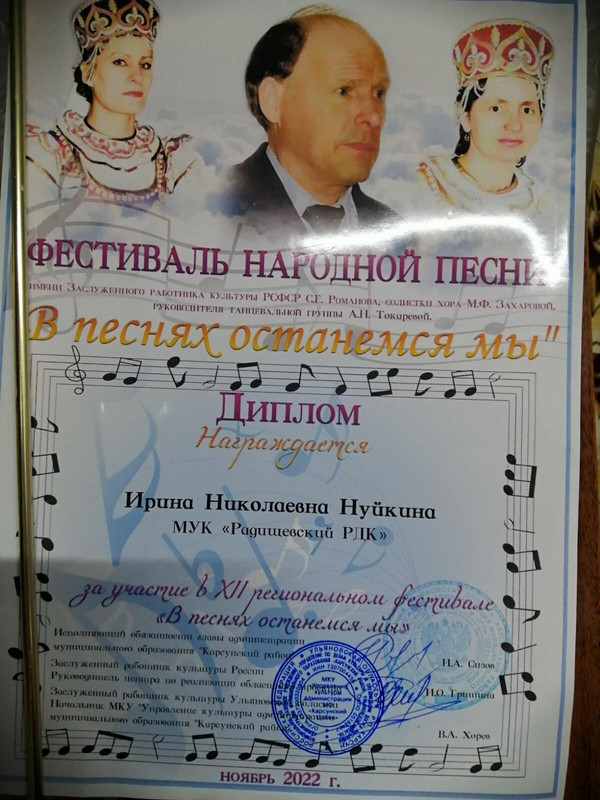 ФЕСТИВАЛЬ НАРОДНОЙ ПЕСНИ
ИМЕНИ ЗАСЛУЖЕННОГО РАБОТНИКА КУЛЬТУРЫ РСФСР С.Г. РОМАНОВА, СОЛИСТКИ ХОРА М.Ф. ЗАХАРОВОЙ,
РУКОВОДИТЕЛЯ ТАНЦЕВАЛЬНОЙ ГРУППЫ А.Н. ТОКАРЕВОЙ.
В песнях останемся мы"
Диплом
Награждается
Ирина Николаевна Нуйкина
МУК «Радищевский РДК»
за участие в XII региональном фестивале
«В песнях останемся мы»
Исполняющий обязанности главы администрации
муниципального образования "Карсунский район"
Н.А. Сизов
Заслуженный работник культуры России
Руководитель центра по реализации
Заслуженный работник культуры
И.О. Гришина
Начальник МКУ "Управление культуры
муниципального образования "Карсунский район"
В.А. Хорев
МКУ
НОЯБРЬ 2022 г.